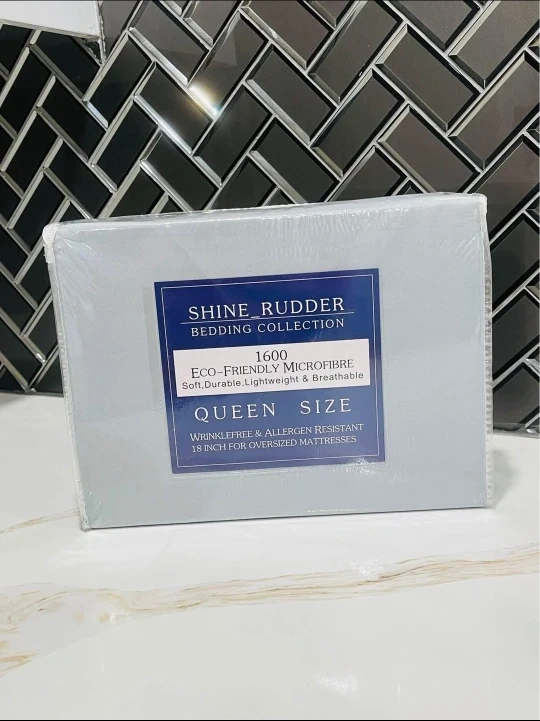 SHINE_RUDDER
BEDDING COLLECTION
1600
ECO-FRIENDLY MICROFIBRE
Soft,Durable,Lightweight & Breathable
QUEEN SIZE
WRINKLEFREE & ALLERGEN RESISTANT
18 INCH FOR OVERSIZED MATTRESSES